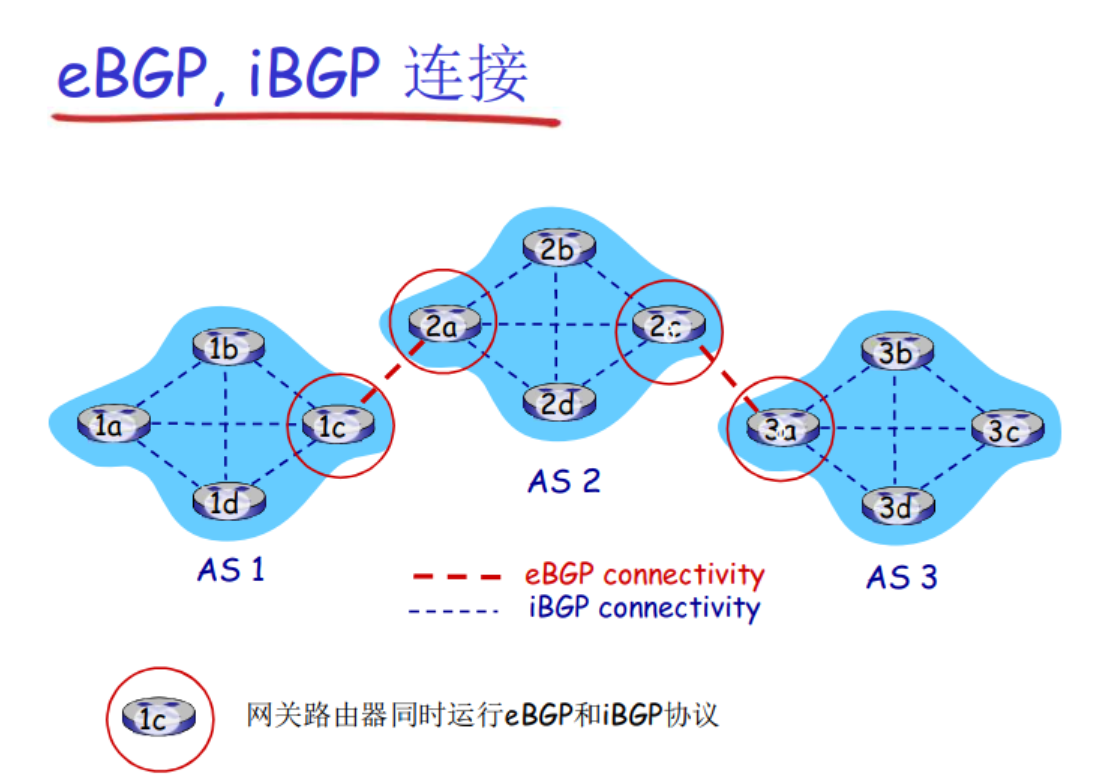 eBGP, iBGP 连接
2b
2a
2c
2d
1b
1a
1c
1d
3b
3a
3c
3d
AS 2
AS 1
AS 3
eBGP connectivity
iBGP connectivity
1c
网关路由器同时运行eBGP和iBGP协议